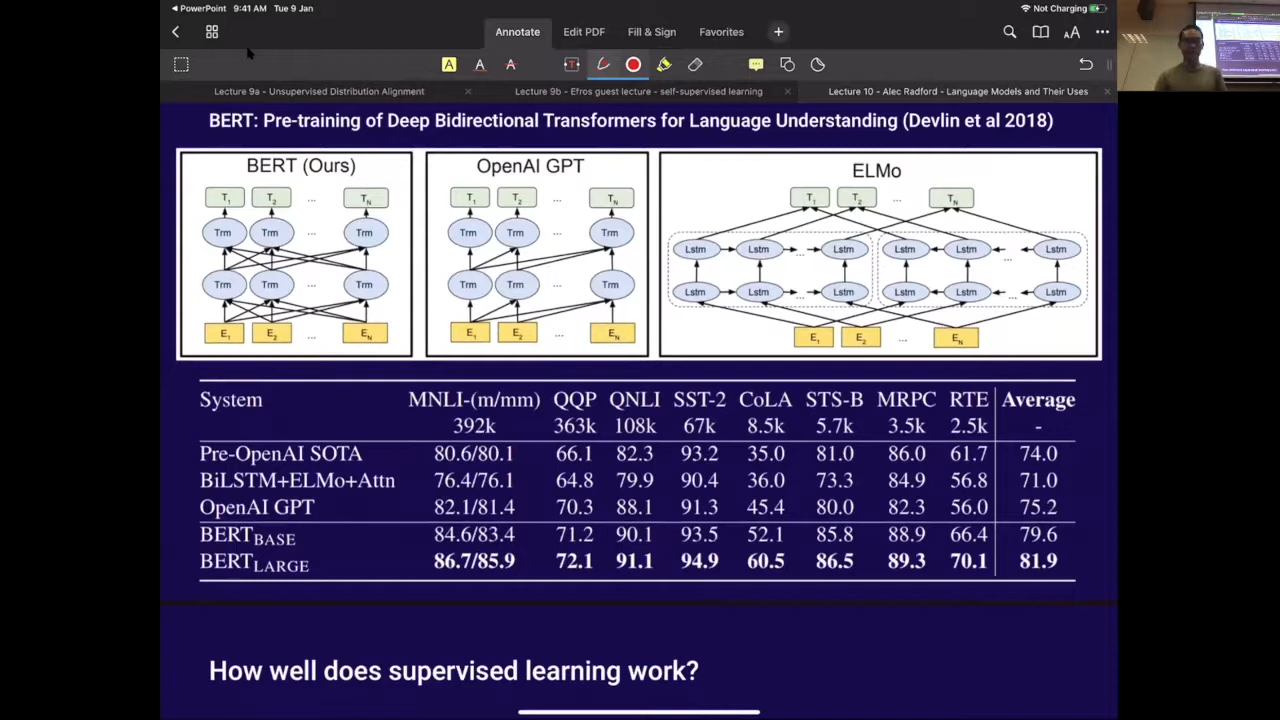 PowerPoint 9:41 AM Tue 9 Jan
Not Charging
Annotate Edit PDF Fill & Sign Favorites
Lecture 9a - Unsupervised Distribution Alignment
Lecture 9b - Efros guest lecture - self-supervised learning
Lecture 10 - Alec Radford - Language Models and Their Uses
BERT: Pre-training of Deep Bidirectional Transformers for Language Understanding (Devlin et al 2018)
BERT (Ours)
T1 T2 ... TN
Trm Trm ... Trm
Trm Trm ... Trm
E1 E2 ... EN
OpenAI GPT
T1 T2 ... TN
Trm Trm ... Trm
Trm Trm ... Trm
E1 E2 ... EN
ELMo
T1 T2 ... TN
Lstm Lstm ... Lstm Lstm Lstm ... Lstm
Lstm Lstm ... Lstm Lstm Lstm ... Lstm
E1 E2 ... EN
System MNLI-(m/mm) QQP QNLI SST-2 CoLA STS-B MRPC RTE Average
392k 363k 108k 67k 8.5k 5.7k 3.5k 2.5k -
Pre-OpenAI SOTA 80.6/80.1 66.1 82.3 93.2 35.0 81.0 86.0 61.7 74.0
BiLSTM+ELMo+Attn 76.4/76.1 64.8 79.9 90.4 36.0 73.3 84.9 56.8 71.0
OpenAI GPT 82.1/81.4 70.3 88.1 91.3 45.4 80.0 82.3 56.0 75.2
BERTBASE 84.6/83.4 71.2 90.1 93.5 52.1 85.8 88.9 66.4 79.6
BERTLARGE 86.7/85.9 72.1 91.1 94.9 60.5 86.5 89.3 70.1 81.9
How well does supervised learning work?